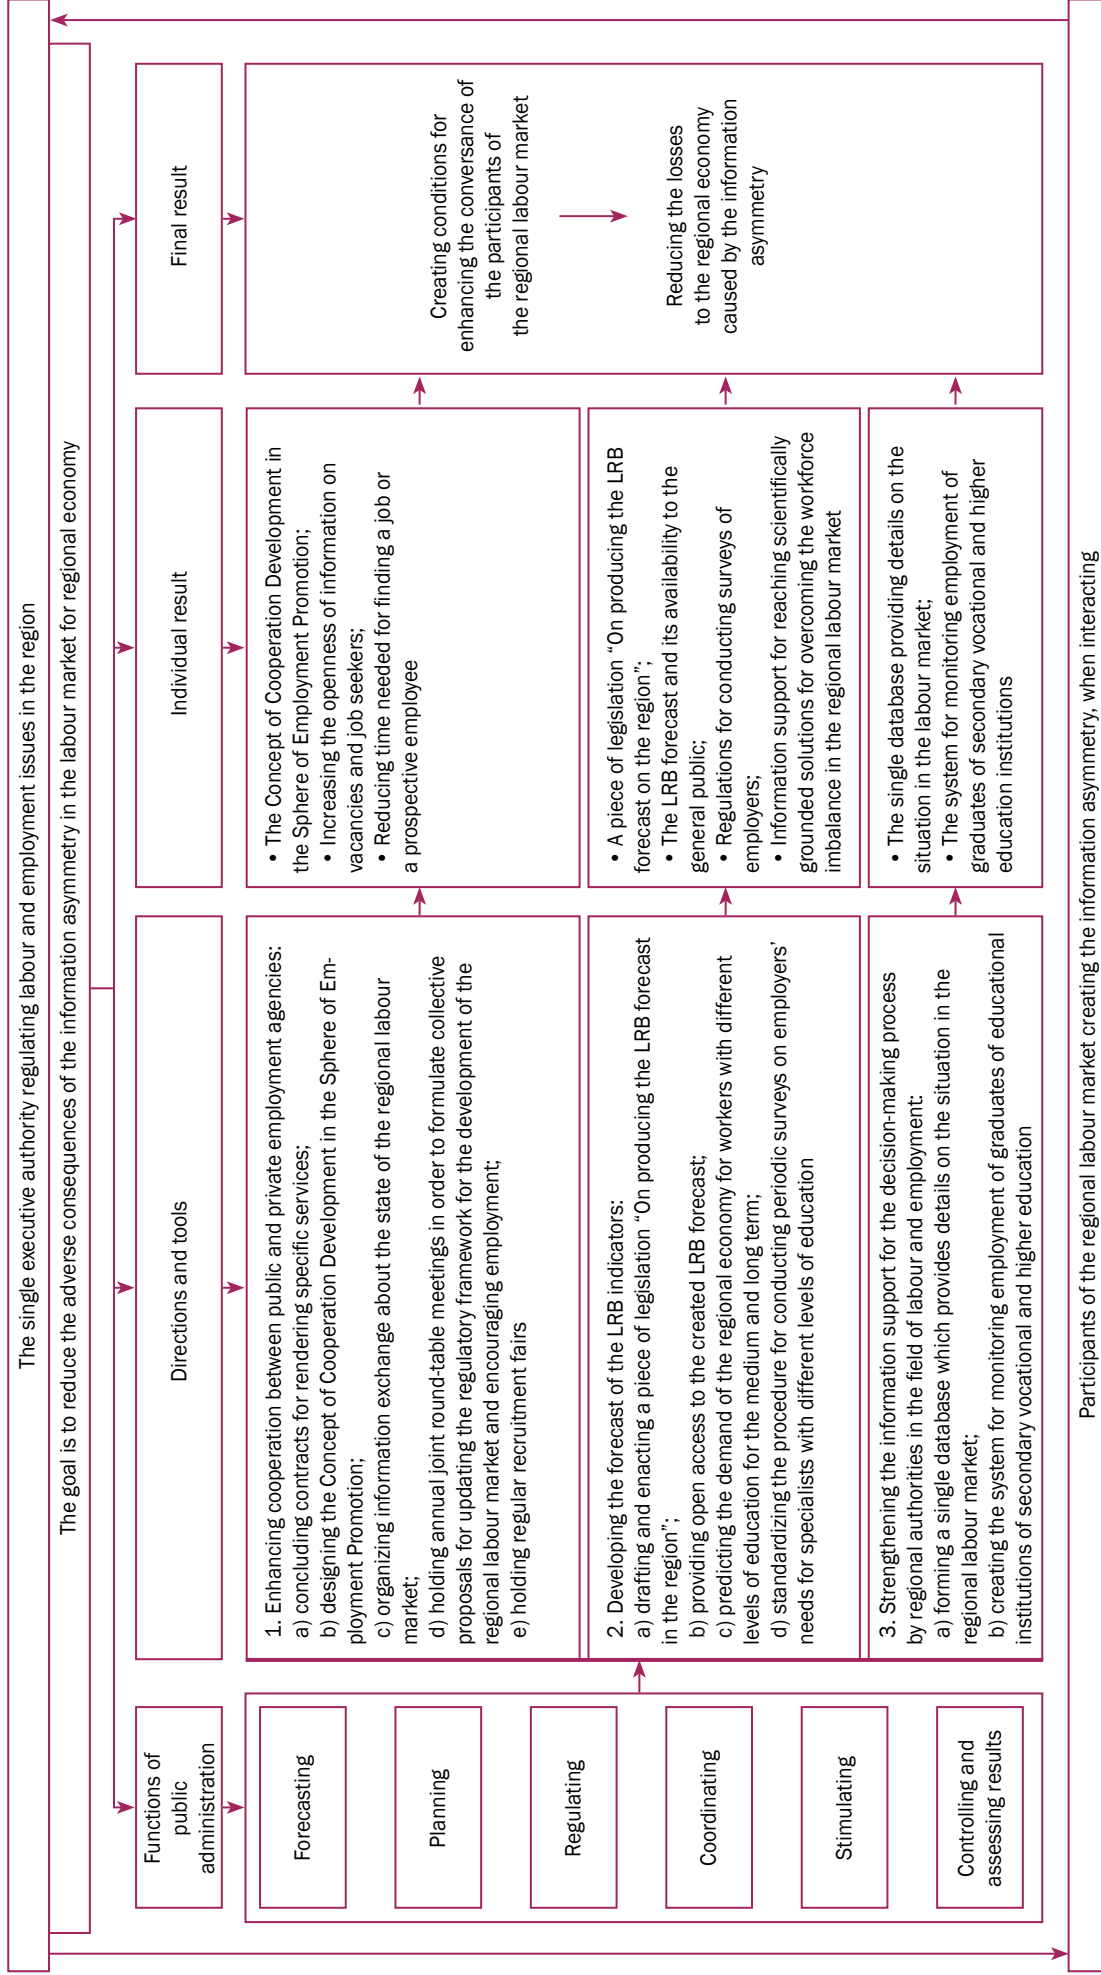 The single executive authority regulating labour and employment issues in the region
The goal is to reduce the adverse consequences of the information asymmetry in the labour market for regional economy
Functions of
public
administration
Directions and tools
Individual result
Final result
Forecasting
Planning
Regulating
Coordinating
Stimulating
Controlling and
assessing results
1. Enhancing cooperation between public and private employment agencies:
a) concluding contracts for rendering specific services;
b) designing the Concept of Cooperation Development in the Sphere of Em-
ployment Promotion;
c) organizing information exchange about the state of the regional labour
market;
d) holding annual joint round-table meetings in order to formulate collective
proposals for updating the regulatory framework for the development of the
regional labour market and encouraging employment;
e) holding regular recruitment fairs
2. Developing the forecast of the LRB indicators:
a) drafting and enacting a piece of legislation “On producing the LRB forecast
in the region”;
b) providing open access to the created LRB forecast;
c) predicting the demand of the regional economy for workers with different
levels of education for the medium and long term;
d) standardizing the procedure for conducting periodic surveys on employers’
needs for specialists with different levels of education
3. Strengthening the information support for the decision-making process
by regional authorities in the field of labour and employment:
a) forming a single database which provides details on the situation in the
regional labour market;
b) creating the system for monitoring employment of graduates of educational
institutions of secondary vocational and higher education
• The Concept of Cooperation Development in
the Sphere of Employment Promotion;
• Increasing the openness of information on
vacancies and job seekers;
• Reducing time needed for finding a job or
a prospective employee
• A piece of legislation “On producing the LRB
forecast on the region”;
• The LRB forecast and its availability to the
general public;
• Regulations for conducting surveys of
employers;
• Information support for reaching scientifically
grounded solutions for overcoming the workforce
imbalance in the regional labour market
• The single database providing details on the
situation in the labour market;
• The system for monitoring employment of
graduates of secondary vocational and higher
education institutions
Creating conditions for
enhancing the conversance of
the participants of
the regional labour market
Reducing the losses
to the regional economy
caused by the information
asymmetry
Participants of the regional labour market creating the information asymmetry, when interacting